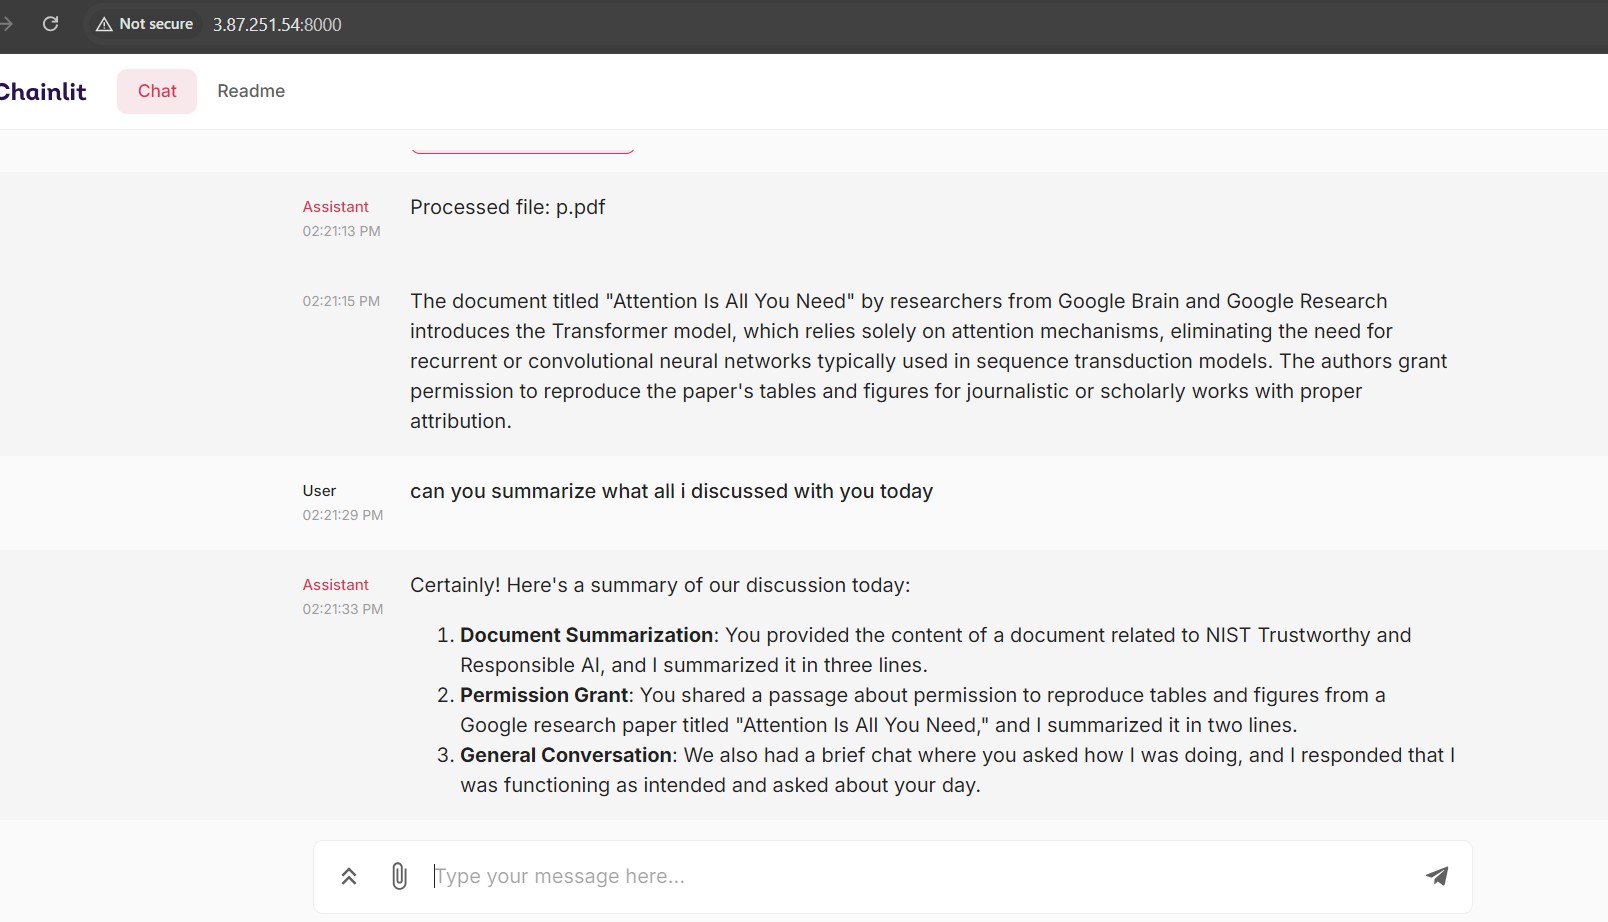 Not secure 3.87.251.54:8000
Chainlit Chat Readme
Assistant Processed file: p.pdf
02:21:13 PM
02:21:15 PM The document titled "Attention Is All You Need" by researchers from Google Brain and Google Research
introduces the Transformer model, which relies solely on attention mechanisms, eliminating the need for
recurrent or convolutional neural networks typically used in sequence transduction models. The authors grant
permission to reproduce the paper's tables and figures for journalistic or scholarly works with proper
attribution.
User can you summarize what all i discussed with you today
02:21:29 PM
Assistant Certainly! Here's a summary of our discussion today:
02:21:33 PM
1. Document Summarization: You provided the content of a document related to NIST Trustworthy and
Responsible AI, and I summarized it in three lines.
2. Permission Grant: You shared a passage about permission to reproduce tables and figures from a
Google research paper titled "Attention Is All You Need," and I summarized it in two lines.
3. General Conversation: We also had a brief chat where you asked how I was doing, and I responded that I
was functioning as intended and asked about your day.
Type your message here...